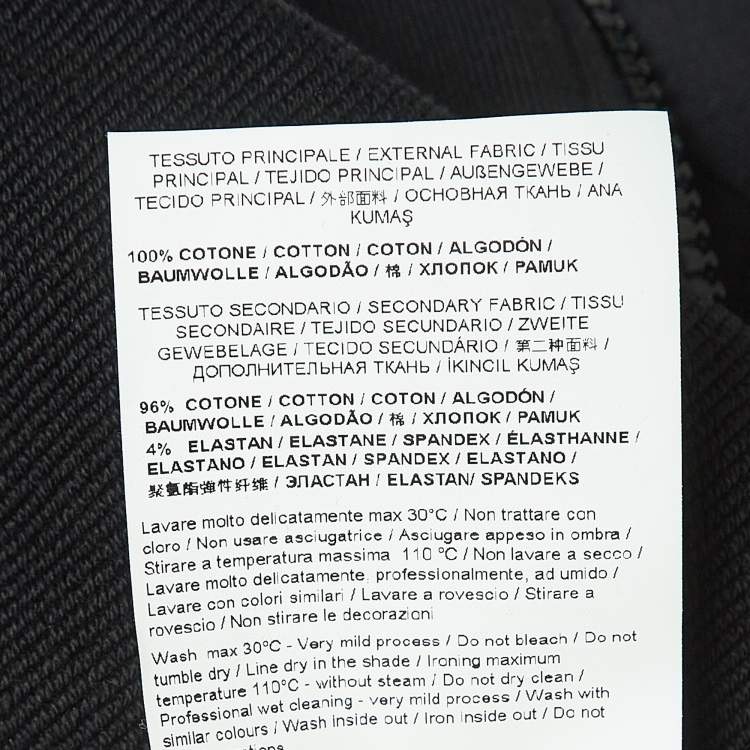 TESSUTO PRINCIPALE / EXTERNAL FABRIC / TISSU
PRINCIPAL / TEJIDO PRINCIPAL / AUßENGEWEBE /
TECIDO PRINCIPAL / 外部面料 / ОСНОВНАЯ ТКАНЬ / ANA
KUMAŞ
100% COTONE / COTTON / COTON / ALGODÓN /
BAUMWOLLE / ALGODÃO / 棉 / ХЛОПОК / PAMUK
TESSUTO SECONDARIO / SECONDARY FABRIC / TISSU
SECONDAIRE / TEJIDO SECUNDARIO / ZWEITE
GEWEBELAGE / TECIDO SECUNDÁRIO / 第二种面料 /
ДОПОЛНИТЕЛЬНАЯ ТКАНЬ / İKINCIL KUMAŞ
96% COTONE / COTTON / COTON / ALGODÓN /
BAUMWOLLE / ALGODÃO / 棉 / ХЛОПОК / PAMUK
4% ELASTAN / ELASTANE / SPANDEX / ÉLASTHANNE /
ELASTANO / ELASTAN / SPANDEX / ELASTANO /
聚氨酯弹性纤维 / ЭЛАСТАН / ELASTAN/ SPANDEKS
Lavare molto delicatamente max 30°C / Non trattare con
cloro / Non usare asciugatrice / Asciugare appeso in ombra /
Stirare a temperatura massima 110 °C / Non lavare a secco /
Lavare molto delicatamente, professionalmente, ad umido /
Lavare con colori similari / Lavare a rovescio / Stirare a
rovescio / Non stirare le decorazioni
Wash max 30°C - Very mild process / Do not bleach / Do not
tumble dry / Line dry in the shade / Ironing maximum
temperature 110°C - without steam / Do not dry clean /
Professional wet cleaning - very mild process / Wash with
similar colours / Wash inside out / Iron inside out / Do not